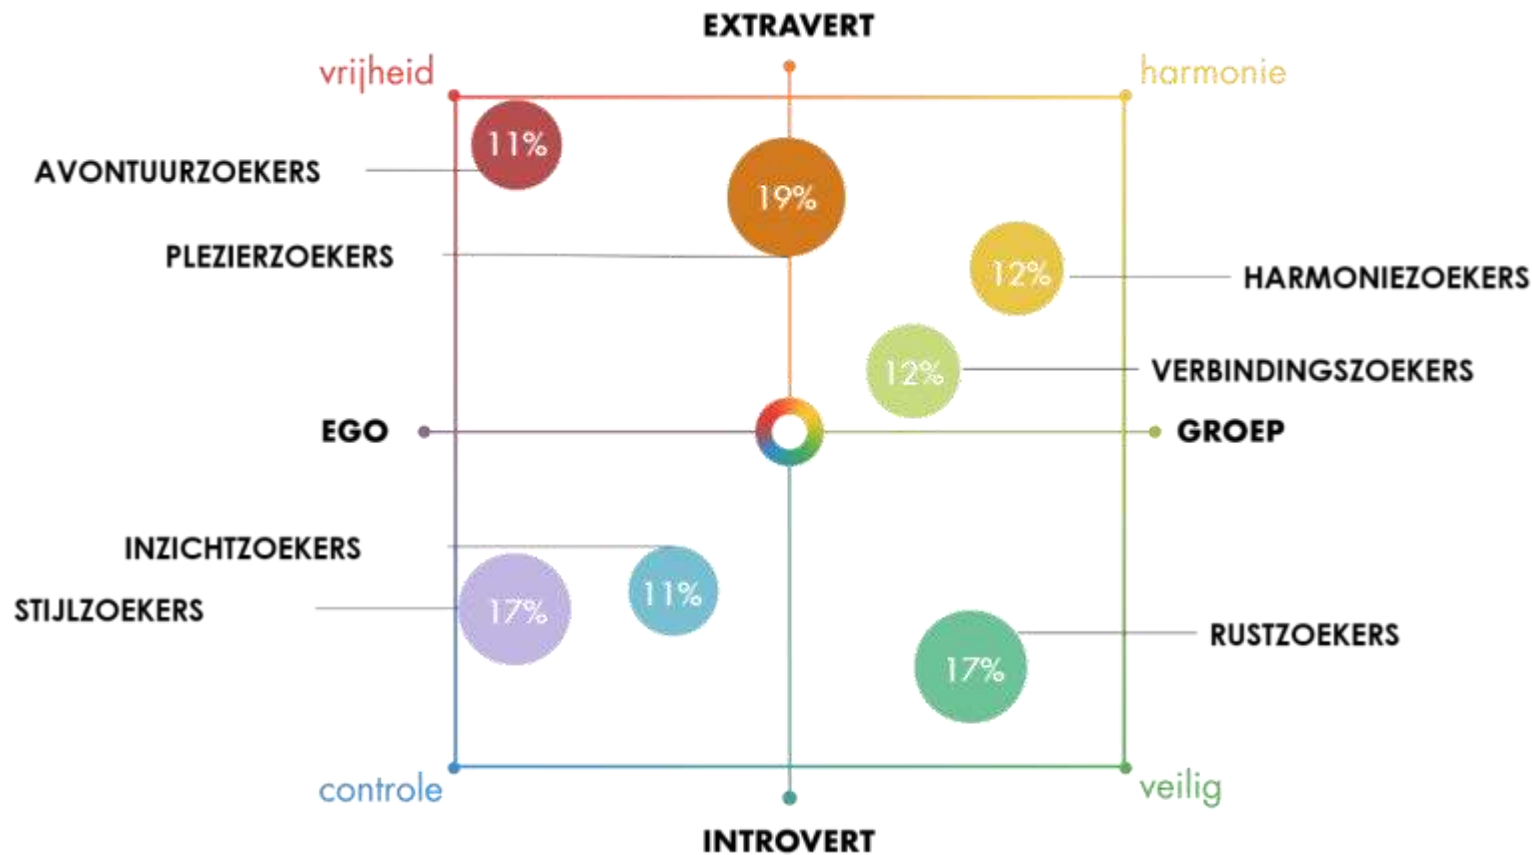 EXTRAVERT
vrijheid
harmonie
11%
AVONTUURZOEKERS
19%
PLEZIERZOEKERS
12%
HARMONIEZOEKERS
12%
VERBINDINGSZOEKERS
EGO
GROEP
INZICHTZOEKERS
11%
STIJLZOEKERS
17%
RUSTZOEKERS
17%
controle
veilig
INTROVERT